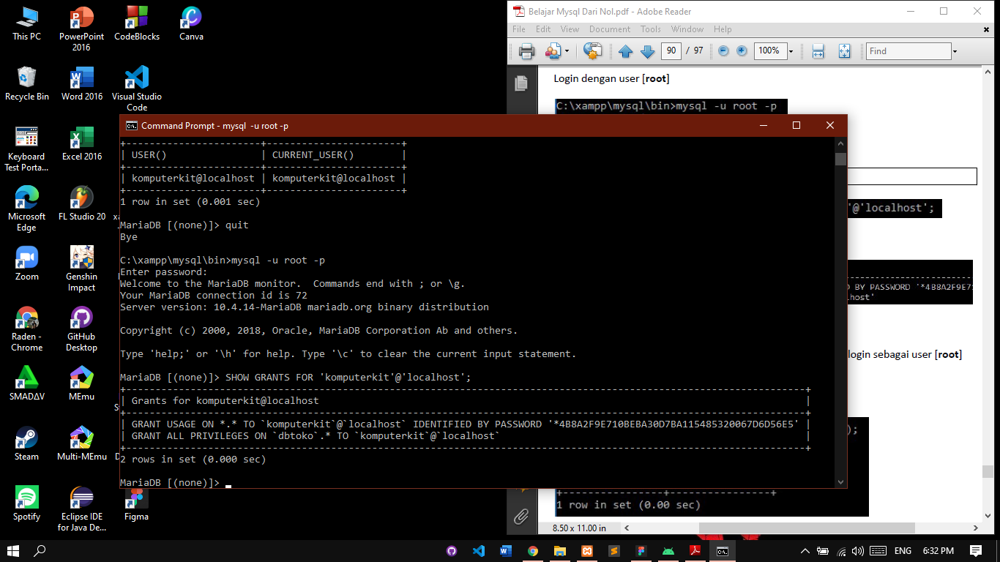 This PC
PowerPoint 2016
CodeBlocks
Canva
Recycle Bin
Word 2016
Visual Studio Code
Keyboard Test Porta...
Excel 2016
Microsoft Edge
FL Studio 20
Zoom
Genshin Impact
Raden - Chrome
GitHub Desktop
SMADΔV
MEmu
Steam
Multi-MEmu
Spotify
Eclipse IDE for Java De...
Figma
Belajar Mysql Dari Nol.pdf - Adobe Reader
File Edit View Document Tools Window Help
90 / 97 100% Find
Login dengan user [root]
C:\xampp\mysql\bin>mysql -u root -p
Command Prompt - mysql -u root -p
+-----------------------+-----------------------+
| USER() | CURRENT_USER() |
+-----------------------+-----------------------+
| komputerkit@localhost | komputerkit@localhost |
+-----------------------+-----------------------+
1 row in set (0.001 sec)
MariaDB [(none)]> quit
Bye
C:\xampp\mysql\bin>mysql -u root -p
Enter password:
Welcome to the MariaDB monitor. Commands end with ; or \g.
Your MariaDB connection id is 72
Server version: 10.4.14-MariaDB mariadb.org binary distribution
Copyright (c) 2000, 2018, Oracle, MariaDB Corporation Ab and others.
Type 'help;' or '\h' for help. Type '\c' to clear the current input statement.
MariaDB [(none)]> SHOW GRANTS FOR 'komputerkit'@'localhost';
| Grants for komputerkit@localhost |
| GRANT USAGE ON *.* TO `komputerkit`@`localhost` IDENTIFIED BY PASSWORD '*4B8A2F9E710BEBA30D7BA115485320067D6D56E5' |
| GRANT ALL PRIVILEGES ON `dbtoko`.* TO `komputerkit`@`localhost` |
2 rows in set (0.000 sec)
MariaDB [(none)]>
'@'localhost';
BY PASSWORD '*4B8A2F9E7
lhost'
login sebagai user [root]
);
1 row in set (0.00 sec)
8.50 x 11.00 in
ENG 6:32 PM